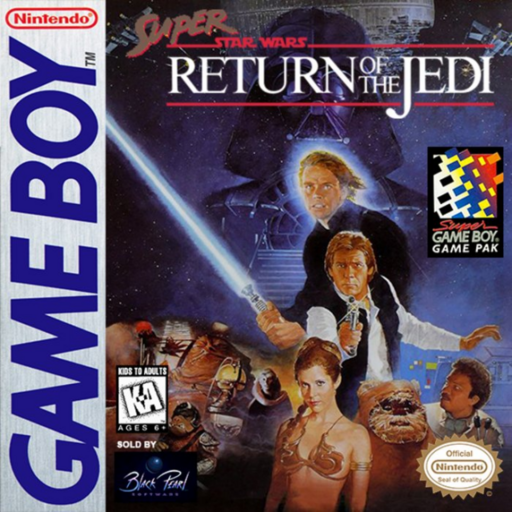 Nintendo
GAME BOY
TM
SUPER
STAR WARS
RETURN OF THE JEDI
Super
GAME BOY
GAME PAK
KIDS TO ADULTS
KA
AGES 6+
SOLD BY
Black Pearl
SOFTWARE
Official
Nintendo
Seal of Quality